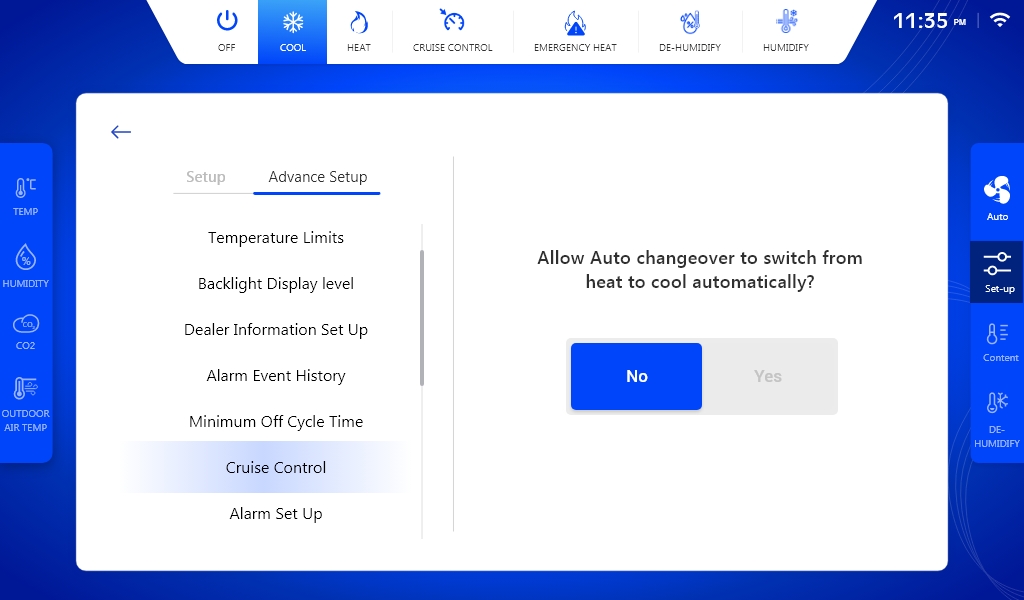 OFF
COOL
HEAT
CRUISE CONTROL
EMERGENCY HEAT
DE-HUMIDIFY
HUMIDIFY
11:35 PM
TEMP
%
HUMIDITY
CO2
CO2
OUTDOOR
AIR TEMP
Setup
Advance Setup
Temperature Limits
Backlight Display level
Dealer Information Set Up
Alarm Event History
Minimum Off Cycle Time
Cruise Control
Alarm Set Up
Allow Auto changeover to switch from
heat to cool automatically?
No
Yes
Auto
Set-up
Content
DE-
HUMIDIFY